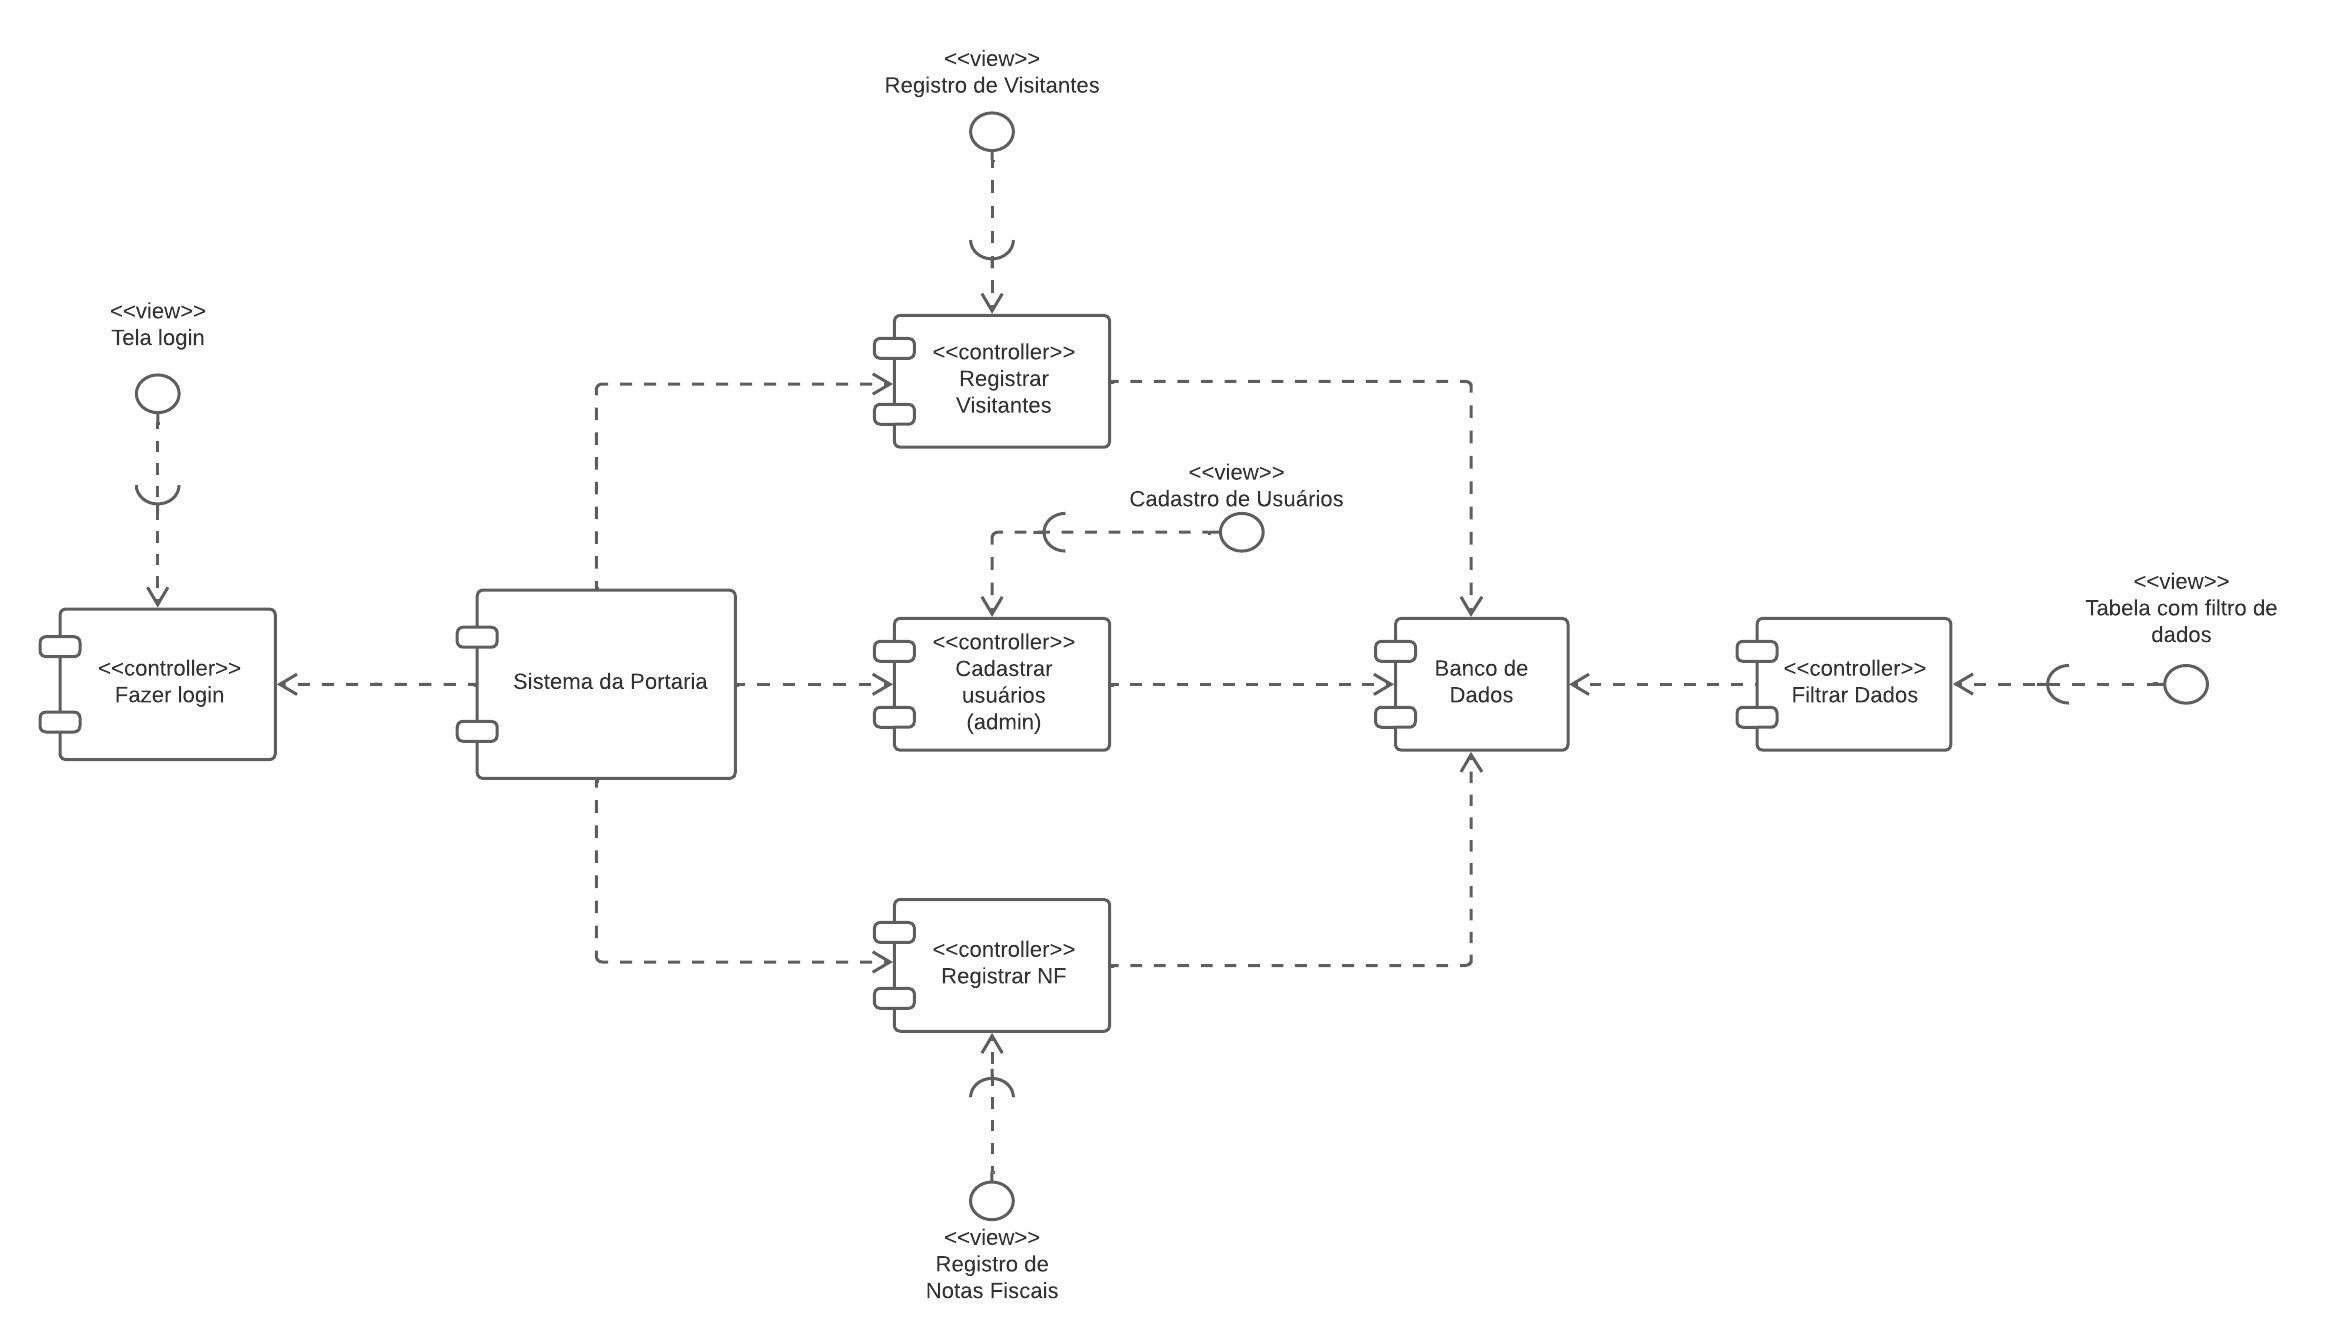 <<view>>
Registro de Visitantes
<<view>>
Tela login
<<controller>>
Registrar
Visitantes
<<view>>
Cadastro de Usuários
<<controller>>
Fazer login
Sistema da Portaria
<<controller>>
Cadastrar
usuários
(admin)
Banco de
Dados
<<controller>>
Filtrar Dados
<<view>>
Tabela com filtro de
dados
<<controller>>
Registrar NF
<<view>>
Registro de
Notas Fiscais